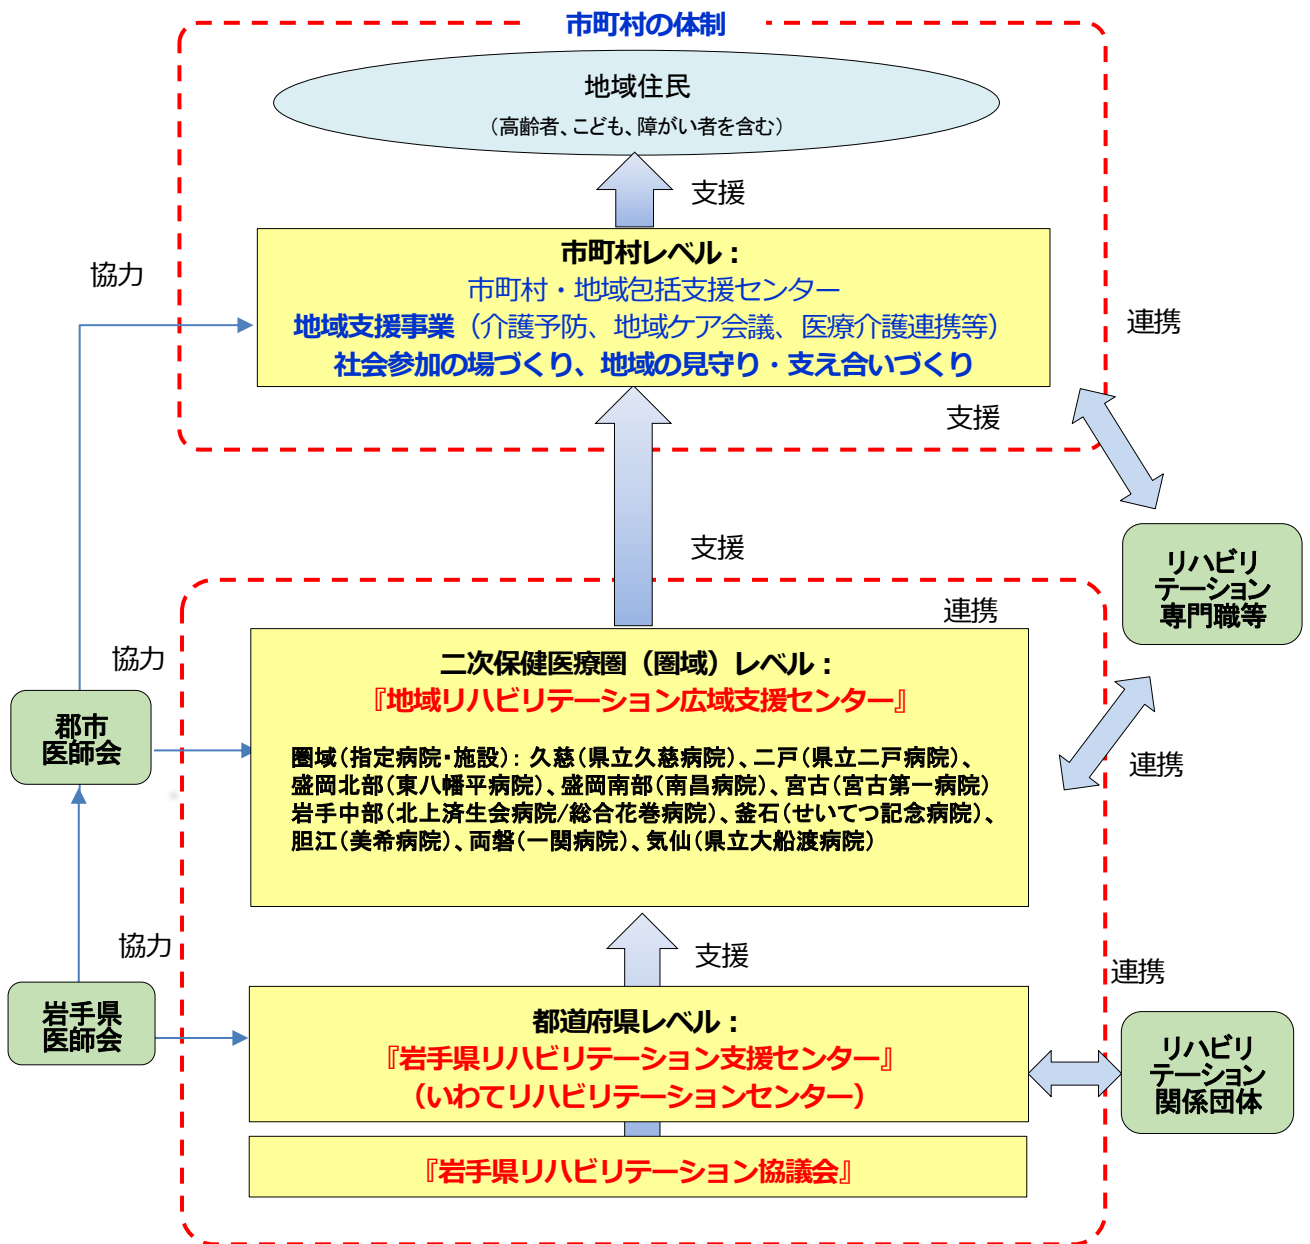 市町村の体制
地域住民
(高齢者、こども、障がい者を含む)
支援
市町村レベル：
市町村・地域包括支援センター
地域支援事業（介護予防、地域ケア会議、医療介護連携等）
社会参加の場づくり、地域の見守り・支え合いづくり
協力
連携
支援
支援
リハビリ
テーション
専門職等
連携
二次保健医療圏（圏域）レベル：
『地域リハビリテーション広域支援センター』
圏域(指定病院・施設)：久慈(県立久慈病院)、二戸(県立二戸病院)、
盛岡北部(東八幡平病院)、盛岡南部(南昌病院)、宮古(宮古第一病院)
岩手中部(北上済生会病院/総合花巻病院)、釜石(せいてつ記念病院)、
胆江(美希病院)、両磐(一関病院)、気仙(県立大船渡病院)
協力
郡市
医師会
連携
支援
協力
岩手県
医師会
都道府県レベル：
『岩手県リハビリテーション支援センター』
（いわてリハビリテーションセンター）
連携
リハビリ
テーション
関係団体
『岩手県リハビリテーション協議会』